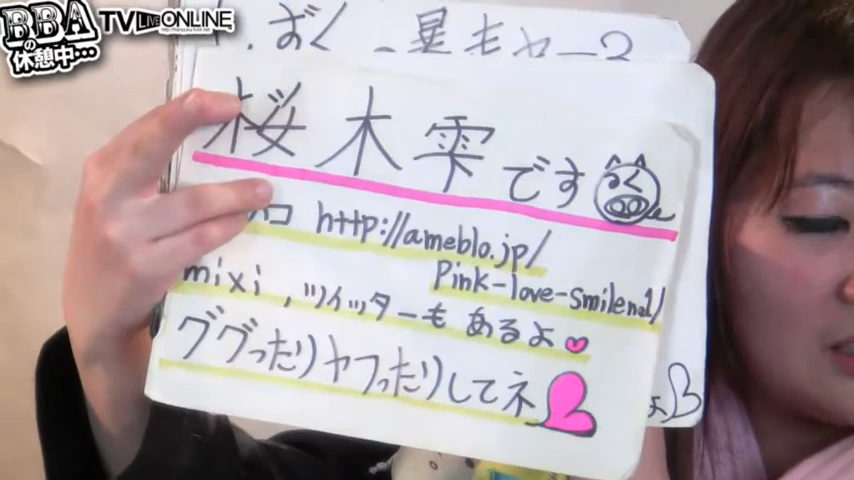 BBAの休憩中…
TV LIVE ONLINE
桜木雫です
http://ameblo.jp/
Pink-love-smileno1/
mixi,ツイッターもあるよ
ググったりヤフったりしてネ